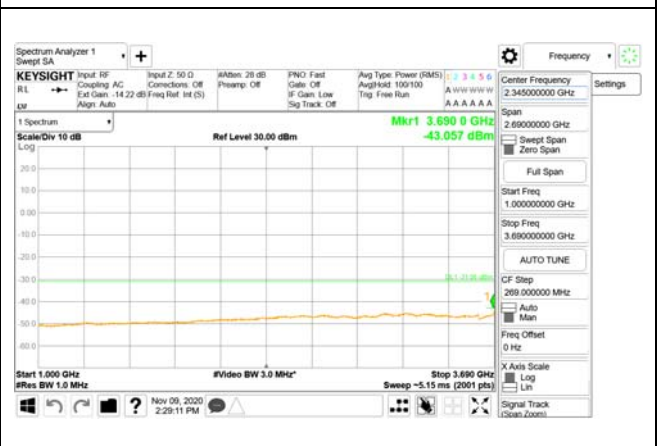 Spectrum Analyzer 1
Swept SA
Frequency
KEYSIGHT
RL
Input: RF
Coupling: AC
Ext Gain: -14.22 dB
Align: Auto
Input Z: 50 Ω
Corrections: Off
Freq Ref: Int (S)
#Atten: 28 dB
Preamp: Off
PNO: Fast
Gate: Off
IF Gain: Low
Sig Track: Off
Avg Type: Power (RMS)
Avg|Hold: 100/100
Trig: Free Run
1 2 3 4 5 6
A W W W W W
A A A A A A
1 Spectrum
Scale/Div 10 dB
Log
Ref Level 30.00 dBm
Mkr1 3.690 0 GHz
-43.057 dBm
20.0
10.0
0.00
-10.0
-20.0
-30.0
-40.0
-50.0
-60.0
1
Start 1.000 GHz
#Res BW 1.0 MHz
#Video BW 3.0 MHz*
Stop 3.690 GHz
Sweep ~5.15 ms (2001 pts)
Nov 09, 2020
2:29:11 PM
Center Frequency
2.345000000 GHz
Settings
Span
2.69000000 GHz
Swept Span
Zero Span
Full Span
Start Freq
1.000000000 GHz
Stop Freq
3.690000000 GHz
AUTO TUNE
CF Step
269.000000 MHz
Auto
Man
Freq Offset
0 Hz
X Axis Scale
Log
Lin
Signal Track
(Span Zoom)